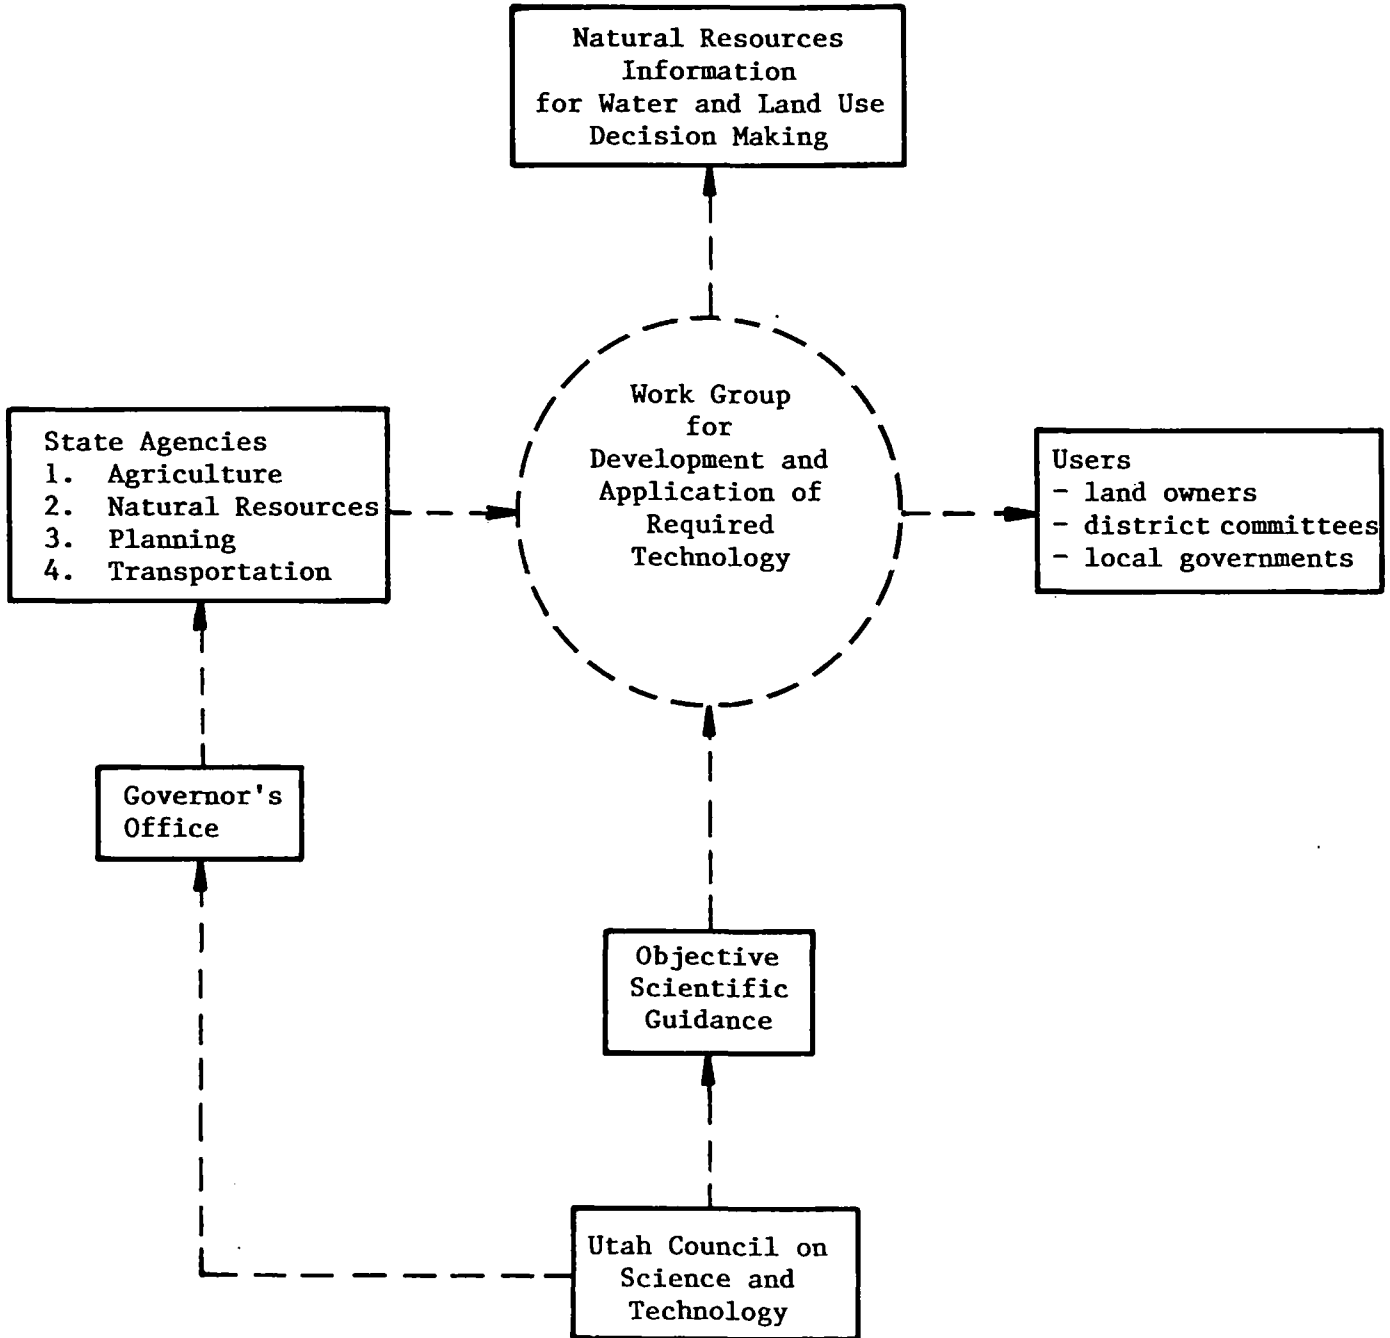 Natural Resources
Information
for Water and Land Use
Decision Making
Work Group
for
Development and
Application of
Required
Technology
State Agencies
1. Agriculture
2. Natural Resources
3. Planning
4. Transportation
Users
- land owners
- district committees
- local governments
Governor's
Office
Objective
Scientific
Guidance
Utah Council on
Science and
Technology